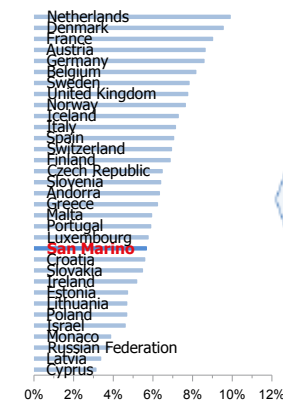 Netherlands
Denmark
France
Austria
Germany
Belgium
Sweden
United Kingdom
Norway
Iceland
Italy
Spain
Switzerland
Finland
Czech Republic
Slovenia
Andorra
Greece
Malta
Portugal
Luxembourg
San Marino
Croatia
Slovakia
Ireland
Estonia
Lithuania
Poland
Israel
Monaco
Russian Federation
Latvia
Cyprus
0% 2% 4% 6% 8% 10% 12%